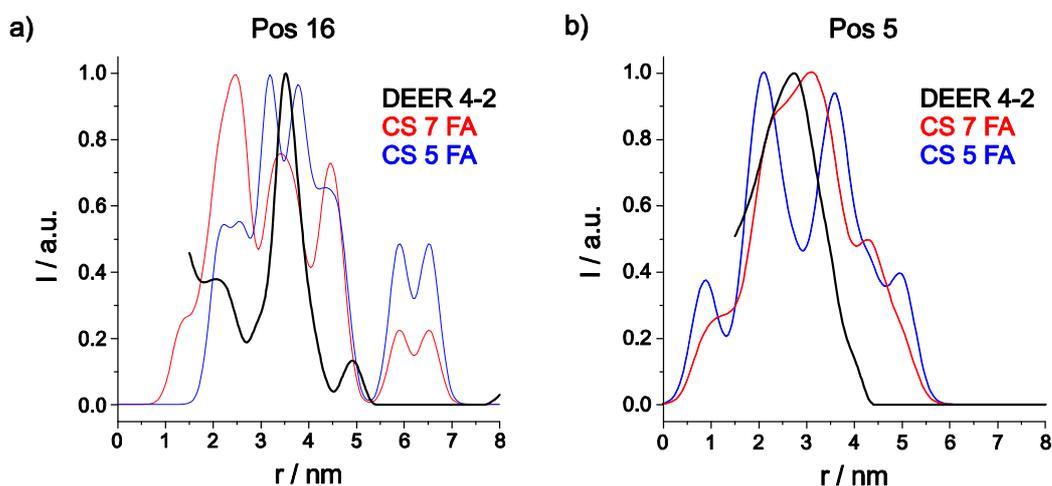 a)
Pos 16
DEER 4-2
CS 7 FA
CS 5 FA
I / a.u.
1.0
0.8
0.6
0.4
0.2
0.0
0 1 2 3 4 5 6 7 8
r / nm
b)
Pos 5
DEER 4-2
CS 7 FA
CS 5 FA
I / a.u.
1.0
0.8
0.6
0.4
0.2
0.0
0 1 2 3 4 5 6 7 8
r / nm